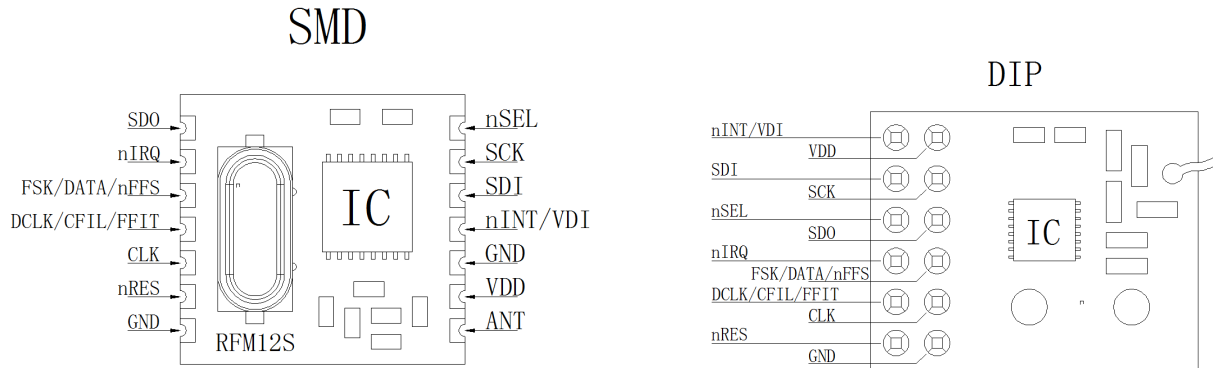 SMD
SDO
nIRQ
FSK/DATA/nFFS
DCLK/CFIL/FFIT
CLK
nRES
GND
IC
RFM12S
nSEL
SCK
SDI
nINT/VDI
GND
VDD
ANT
DIP
nINT/VDI
VDD
SDI
SCK
nSEL
SDO
nIRQ
FSK/DATA/nFFS
DCLK/CFIL/FFIT
CLK
nRES
GND
IC